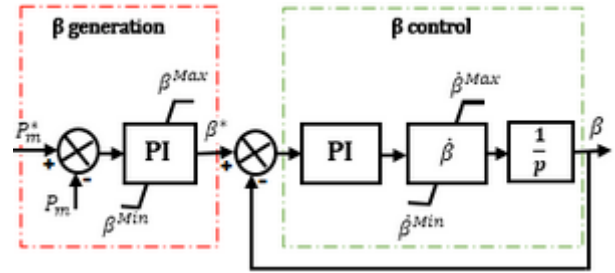 β generation
β control
β^Max
β̇^Max
P_m^*
+
-
PI
β^*
+
-
PI
β̇
1/p
β
P_m
β^Min
β̇^Min